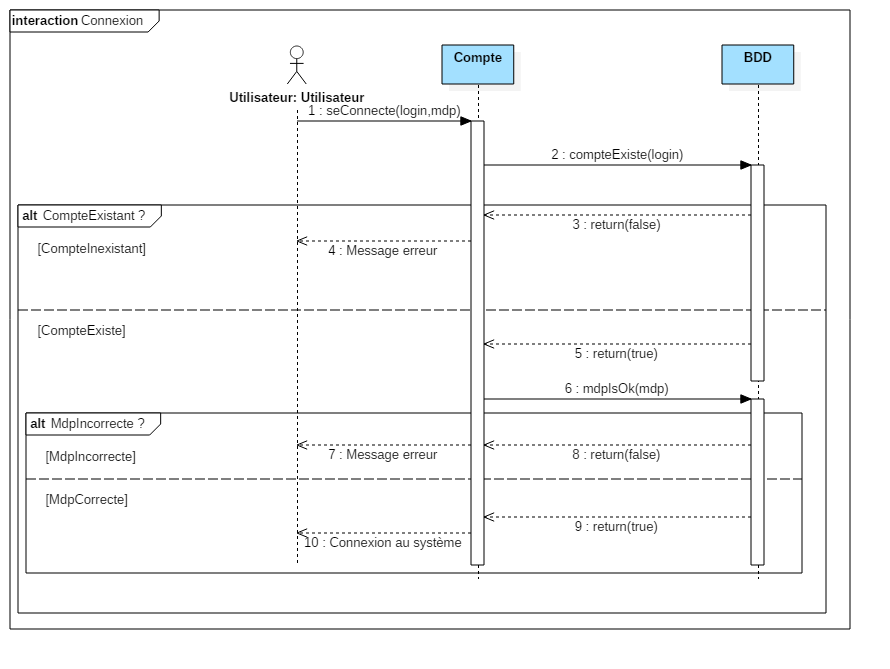 interaction Connexion
Compte
BDD
Utilisateur: Utilisateur
1 : seConnecte(login,mdp)
2 : compteExiste(login)
alt CompteExistant ?
3 : return(false)
[CompteInexistant]
4 : Message erreur
[CompteExiste]
5 : return(true)
6 : mdpIsOk(mdp)
alt MdpIncorrecte ?
[MdpIncorrecte]
7 : Message erreur
8 : return(false)
[MdpCorrecte]
9 : return(true)
10 : Connexion au système